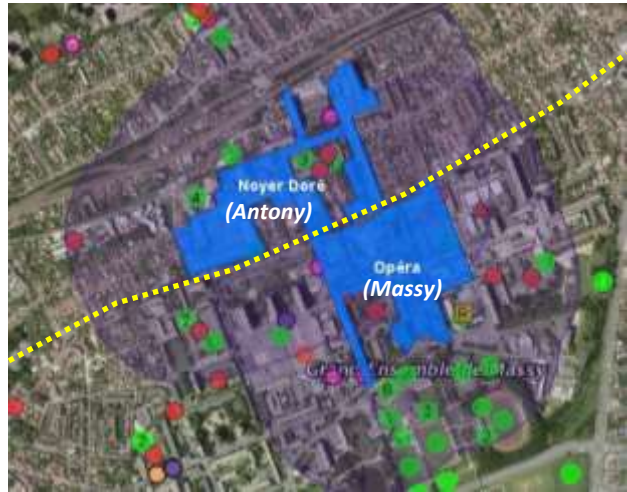 Noyer Doré
(Antony)
Opéra
(Massy)
Grand Ensemble de Massy